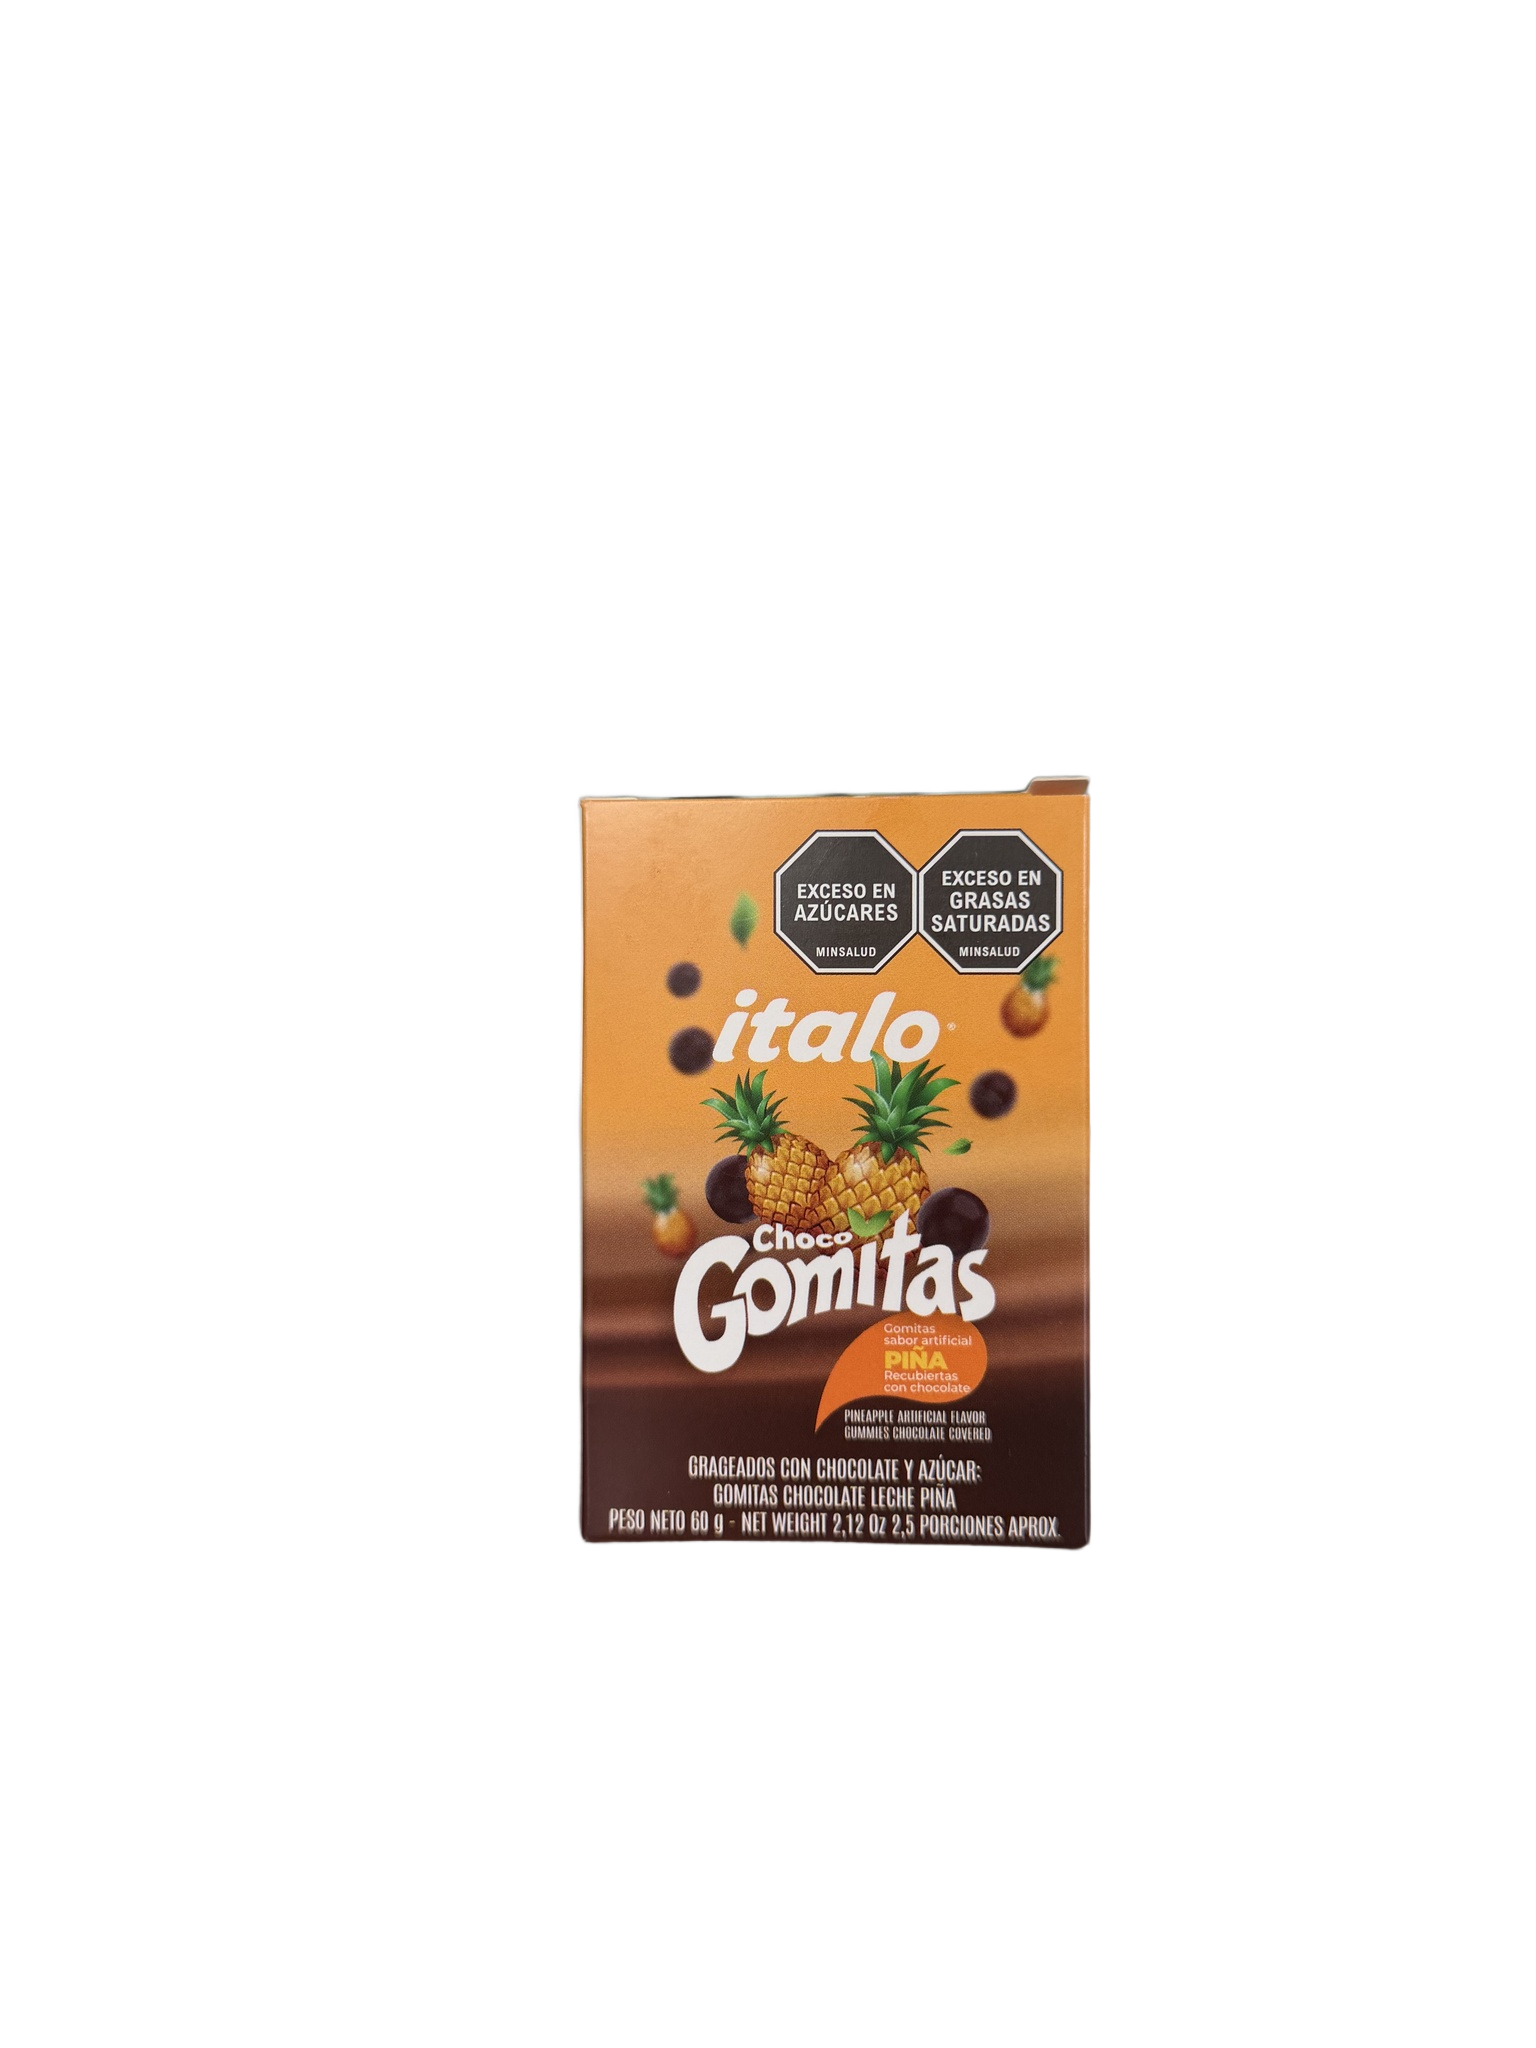 EXCESO EN
AZÚCARES
MINSALUD
EXCESO EN
GRASAS
SATURADAS
MINSALUD
italo®
Choco
Gomitas
Gomitas
sabor artificial
PIÑA
Recubiertas
con chocolate
PINEAPPLE ARTIFICIAL FLAVOR
GUMMIES CHOCOLATE COVERED
GRAGEADOS CON CHOCOLATE Y AZÚCAR:
GOMITAS CHOCOLATE LECHE PIÑA
PESO NETO 60 g - NET WEIGHT 2,12 Oz 2,5 PORCIONES APROX.